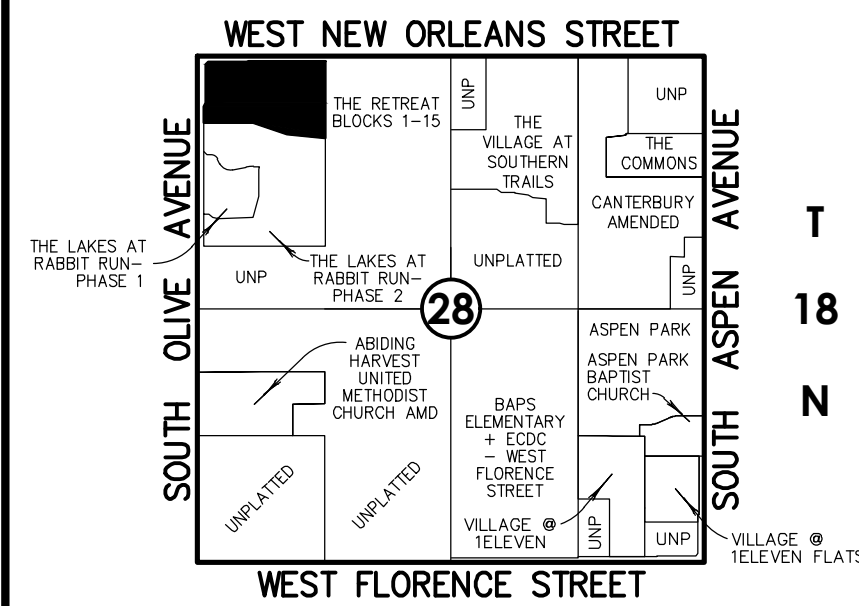 WEST NEW ORLEANS STREET
SOUTH OLIVE AVENUE
THE RETREAT
BLOCKS 1-15
UNP
THE
VILLAGE AT
SOUTHERN
TRAILS
UNP
THE
COMMONS
CANTERBURY
AMENDED
UNP
SOUTH ASPEN AVENUE
T
18
N
THE LAKES AT
RABBIT RUN-
PHASE 1
UNP
THE LAKES AT
RABBIT RUN-
PHASE 2
UNPLATTED
28
ABIDING
HARVEST
UNITED
METHODIST
CHURCH AMD
ASPEN PARK
ASPEN PARK
BAPTIST
CHURCH
BAPS
ELEMENTARY
+ ECDC
- WEST
FLORENCE
STREET
UNPLATTED
UNPLATTED
VILLAGE @
1ELEVEN
UNP
UNP
VILLAGE @
1ELEVEN FLATS
WEST FLORENCE STREET